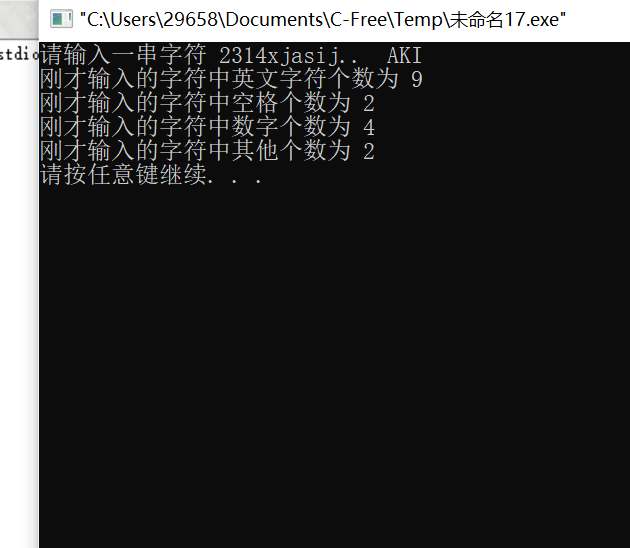 "C:\Users\29658\Documents\C-Free\Temp\未命名17.exe"
stdio
请输入一串字符 2314xjasij..  AKI
刚才输入的字符中英文字符个数为 9
刚才输入的字符中空格个数为 2
刚才输入的字符中数字个数为 4
刚才输入的字符中其他个数为 2
请按任意键继续. . .